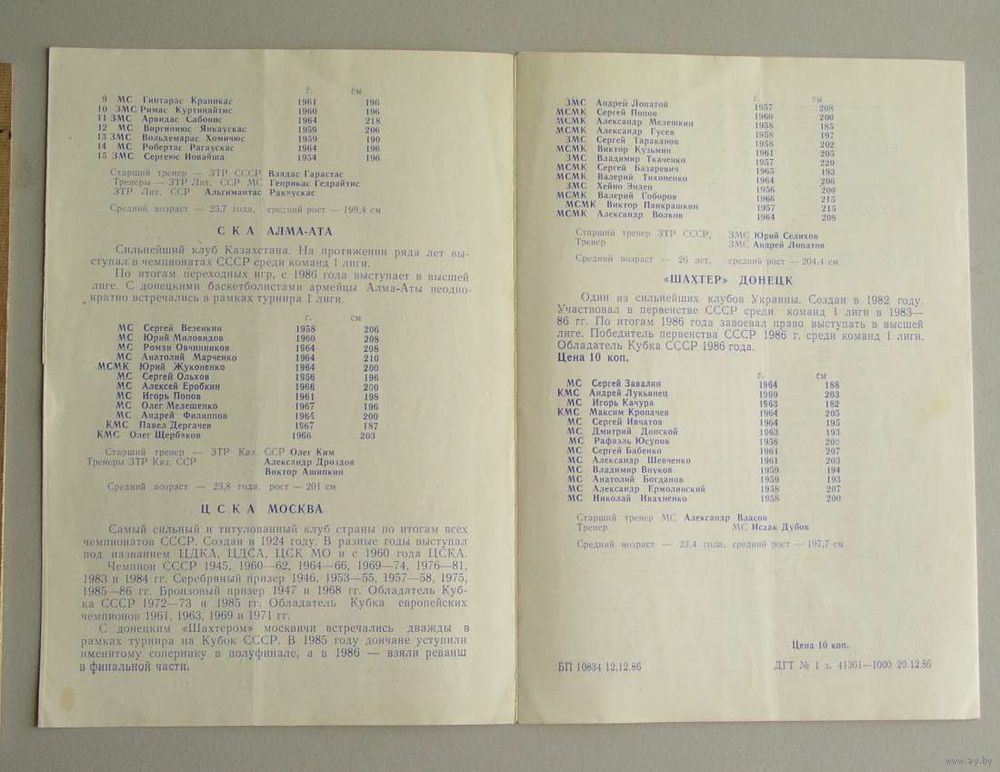 г. см
9 МС Гинтарас Крапикас 1961 196
10 ЗМС Римас Куртинайтис 1960 196
11 ЗМС Арвидас Сабонис 1964 218
12 МС Виргиниюс Янкаускас 1959 206
13 ЗМС Вольдемарас Хомичюс 1959 190
14 МС Робертас Рагаускас 1964 196
15 ЗМС Сергеюс Иовайша 1954 196
Старший тренер — ЗТР СССР Владас Гарастас
Тренеры — ЗТР Лит. ССР МС Генрикас Гедрайтис
ЗТР Лит. ССР Альгимантас
Средний возраст — 23,7 года, средний рост — 199,4 см
СКА АЛМА-АТА
Сильнейший клуб Казахстана. На протяжении ряда лет вы-
ступал в чемпионатах СССР среди команд 1 лиги.
По итогам переходных игр, с 1986 года выступает в высшей
лиге. С донецкими баскетболистами армейцы Алма-Аты неодно-
кратно встречались в рамках турнира 1 лиги.
г. см
МС Сергей Везенкин 1958 206
МС Юрий Миловидов 1960 208
МС Роман Овчинников 1964 208
МС Анатолий Марченко 1964 210
МСМК Юрий Жуконенко 1964 200
МС Сергей Ольхов 1956 196
МС Алексей Еробкин 1966 200
МС Игорь Попов 1961 198
МС Олег Мелещенко 1967 196
МС Андрей Филиппов 1964 200
КМС Павел Дергачев 1967 187
КМС Олег Щербаков 1966 203
Старший тренер — ЗТР Каз. ССР Олег Ким
Тренеры ЗТР Каз. ССР Александр Дроздов
Виктор Ашипкин
Средний возраст — 23,8 года, рост — 201 см
ЦСКА МОСКВА
Самый сильный и титулованный клуб страны по итогам всех
чемпионатов СССР. Создан в 1924 году. В разные годы выступал
под названием ЦДКА, ЦДСА, ЦСК МО и с 1960 года ЦСКА.
Чемпион СССР 1945, 1960—62, 1964—66, 1969—74, 1976—81,
1983 и 1984 гг. Серебряный призер 1946, 1953—55, 1957—58, 1975,
1985—86 гг. Бронзовый призер 1947 и 1968 гг. Обладатель Куб-
ка СССР 1972—73 и 1985 гг. Обладатель Кубка европейских
чемпионов 1961, 1963, 1969 и 1971 гг.
С донецким «Шахтером» москвичи встречались дважды в
рамках турнира на Кубок СССР. В 1985 году дончане уступили
именитому сопернику в полуфинале, а в 1986 — взяли реванш
в финальной части.
г. см
ЗМС Андрей Лопатой 1957 208
МСМК Сергей Попов 1960 200
МСМК Александр Мелешкин 1958 185
МСМК Александр Гусев 1958 197
ЗМС Сергей Тараканов 1958 202
МСМК Виктор Кузьмин 1961 205
ЗМС Владимир Ткаченко 1957 220
МСМК Сергей Базаревич 1965 193
МСМК Валерий Тихоненко 1964 206
ЗМС Хейно Энден 1956 200
МСМК Валерий Гоборов 1966 215
МСМК Виктор Панкрашкин 1957 215
МСМК Александр Волков 1964 208
Старший тренер ЗТР СССР, ЗМС Юрий Селихов
Тренер ЗМС Андрей Лопатов
Средний возраст — 26 лет, средний рост — 204,4 см
«ШАХТЕР» ДОНЕЦК
Один из сильнейших клубов Украины. Создан в 1982 году.
Участвовал в первенстве СССР среди команд 1 лиги в 1983—
86 гг. По итогам 1986 года завоевал право выступать в высшей
лиге. Победитель первенства СССР 1986 г. среди команд 1 лиги.
Обладатель Кубка СССР 1986 года.
Цена 10 коп.
г. см
МС Сергей Завалин 1964 188
КМС Андрей Лукьянец 1969 203
МС Игорь Качура 1963 182
КМС Максим Кропачев 1964 205
МС Сергей Ивчатов 1964 195
МС Дмитрий Донской 1963 193
МС Рафаэль Юсупов 1958 200
МС Сергей Бабенко 1961 207
МС Александр Шевченко 1961 203
МС Владимир Внуков 1959 194
МС Анатолий Богданов 1959 193
МС Александр Ермолинский 1958 207
МС Николай Ивахненко 1958 200
Старший тренер МС Александр Власов
Тренер МС Исаак Дубов
Средний возраст — 23,4 года, средний рост — 197,7 см
Цена 10 коп.
БП 10834 12.12.86 ДГТ № 1 з. 41361—1000 20.12.86
www.ay.by